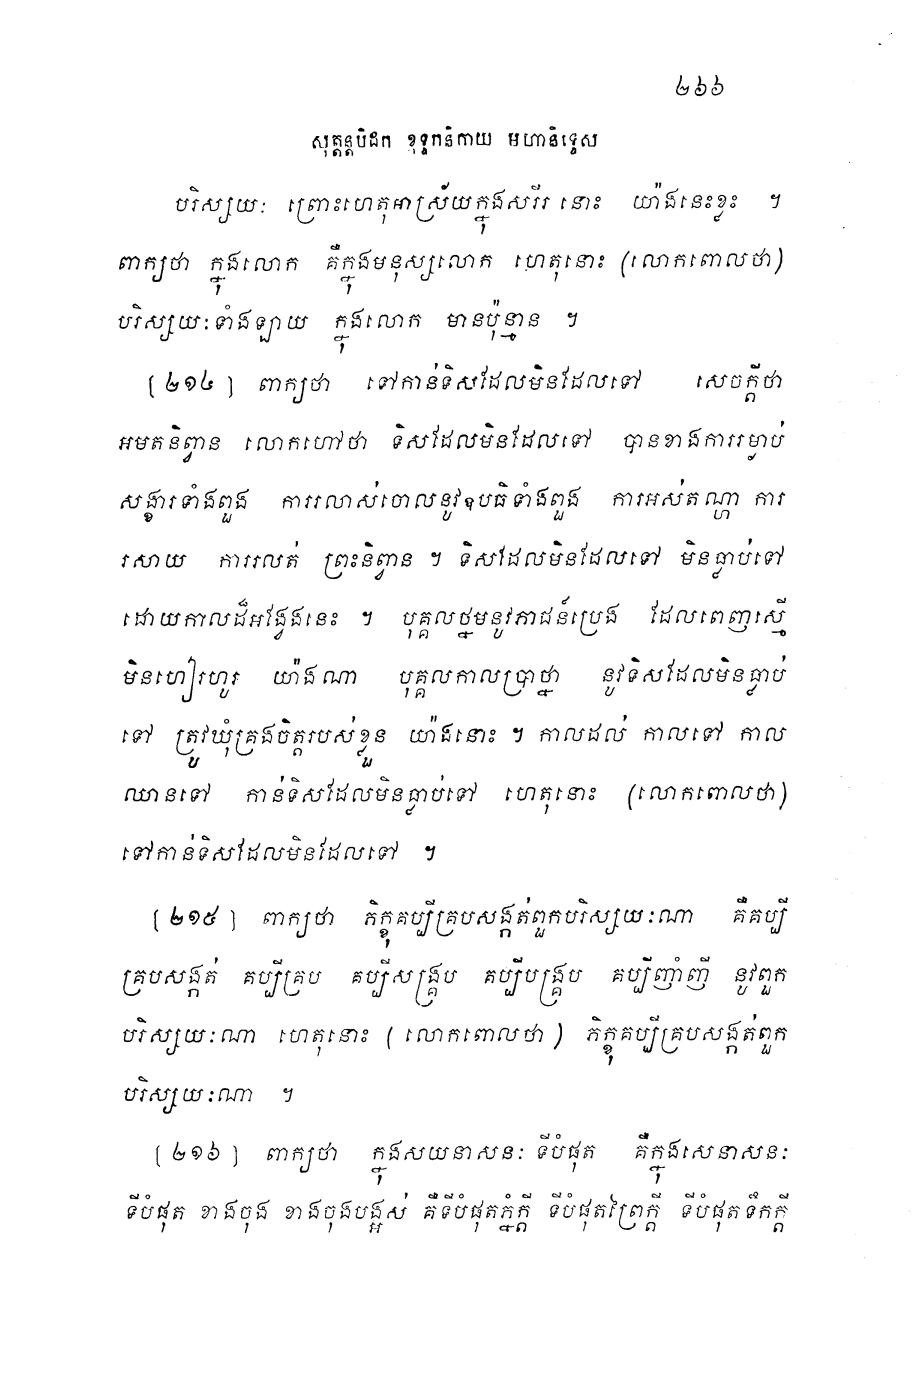 ២៦៦
សុត្តន្តបិដក ខុទ្ទកនិកាយ មហានិទ្ទេស
បរិស្សយៈ ព្រោះហេតុអាស្រ័យក្នុងសរីរ នោះ យ៉ាងនេះខ្លះ ។
ពាក្យថា ក្នុងលោក គឺក្នុងមនុស្សលោក ហេតុនោះ (លោកពោលថា)
បរិស្សយៈទាំងឡាយ ក្នុងលោក មានប៉ុន្មាន ។
[ ២១៤ ] ពាក្យថា ទៅកាន់ទិសដែលមិនដែលទៅ សេចក្តីថា
អមតនិព្វាន លោកហៅថា ទិសដែលមិនដែលទៅ បានខាងការរម្ងាប់
សង្ខារទាំងពួង ការរលាស់ចោលនូវឧបធិទាំងពួង ការអស់តណ្ហា ការ
រសាយ ការរលត់ ព្រះនិព្វាន ។ ទិសដែលមិនដែលទៅ មិនធ្លាប់ទៅ
ដោយកាលដ៏អង្វែងនេះ ។ បុគ្គលថ្នមនូវភាជន៍ប្រេង ដែលពេញស្មើ
មិនហៀរហូរ យ៉ាងណា បុគ្គលកាលប្រាថ្នា នូវទិសដែលមិនធ្លាប់
ទៅ ត្រូវឃុំគ្រងចិត្តរបស់ខ្លួន យ៉ាងនោះ ។ កាលដល់ កាលទៅ កាល
ឈានទៅ កាន់ទិសដែលមិនធ្លាប់ទៅ ហេតុនោះ (លោកពោលថា)
ទៅកាន់ទិសដែលមិនដែលទៅ ។
[ ២១៥ ] ពាក្យថា ភិក្ខុគប្បីគ្របសង្កត់ពួកបរិស្សយៈណា គឺគប្បី
គ្របសង្កត់ គប្បីគ្រប គប្បីសង្គ្រប គប្បីបង្គ្រប គប្បីញាំញី នូវពួក
បរិស្សយៈណា ហេតុនោះ ( លោកពោលថា ) ភិក្ខុគប្បីគ្របសង្កត់ពួក
បរិស្សយៈណា ។
[ ២១៦ ] ពាក្យថា ក្នុងសយនាសនៈ ទីបំផុត គឺក្នុងសេនាសនៈ
ទីបំផុត ខាងចុង ខាងចុងបង្អស់ គឺទីបំផុតភ្នំក្តី ទីបំផុតព្រៃក្តី ទីបំផុតទឹកក្តី